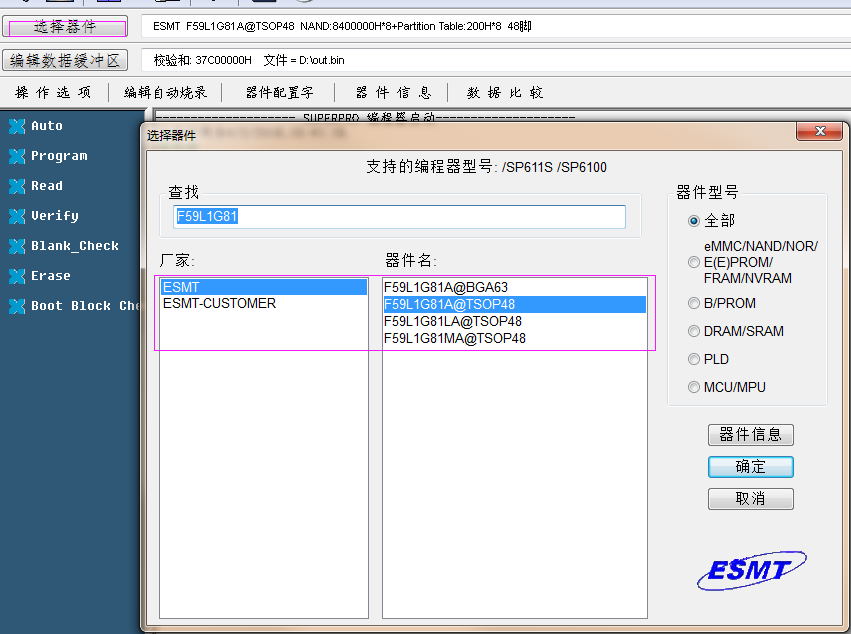 选择器件
ESMT F59L1G81A@TSOP48 NAND:8400000H*8+Partition Table:200H*8 48脚
编辑数据缓冲区
校验和: 37C00000H 文件 = D:\out.bin
操作选项
编辑自动烧录
器件配置字
器件信息
数据比较
-------------------- SUPERPRO 编程器启动--------------------
Auto
Program
Read
Verify
Blank_Check
Erase
Boot Block Che
选择器件
支持的编程器型号: /SP611S /SP6100
查找
F59L1G81
厂家:
ESMT
ESMT-CUSTOMER
器件名:
F59L1G81A@BGA63
F59L1G81A@TSOP48
F59L1G81LA@TSOP48
F59L1G81MA@TSOP48
器件型号
全部
eMMC/NAND/NOR/
E(E)PROM/
FRAM/NVRAM
B/PROM
DRAM/SRAM
PLD
MCU/MPU
器件信息
确定
取消
ESMT